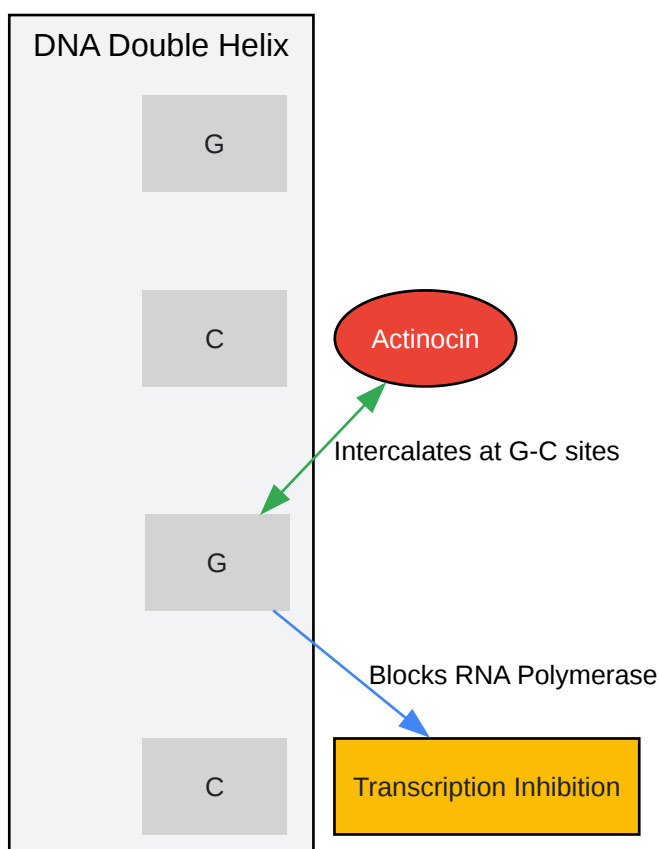 DNA Double Helix
G
C
Actinocin
Intercalates at G-C sites
G
Blocks RNA Polymerase
C
Transcription Inhibition